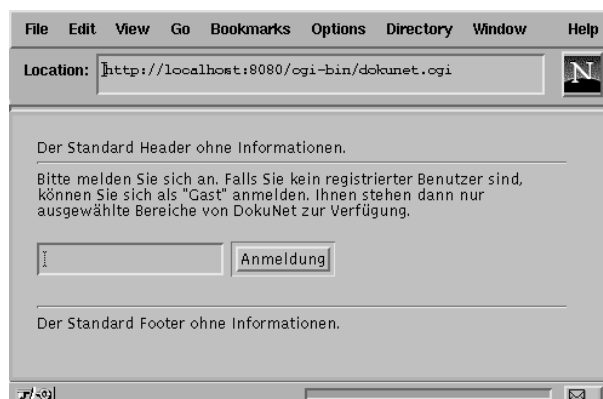 File Edit View Go Bookmarks Options Directory Window Help
Location: http://localhost:8080/cgi-bin/dokunet.cgi
N
Der Standard Header ohne Informationen.
Bitte melden Sie sich an. Falls Sie kein registrierter Benutzer sind,
können Sie sich als "Gast" anmelden. Ihnen stehen dann nur
ausgewählte Bereiche von DokuNet zur Verfügung.
Anmeldung
Der Standard Footer ohne Informationen.